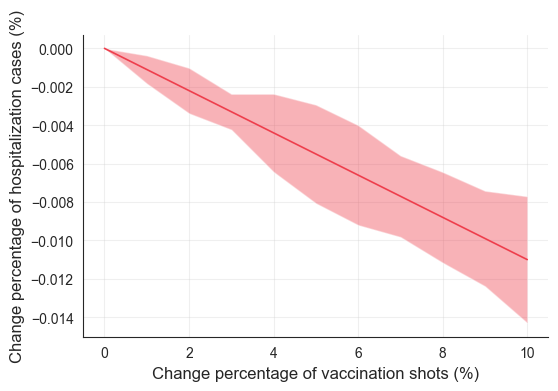 Change percentage of hospitalization cases (%)
0.000
−0.002
−0.004
−0.006
−0.008
−0.010
−0.012
−0.014
0 2 4 6 8 10
Change percentage of vaccination shots (%)